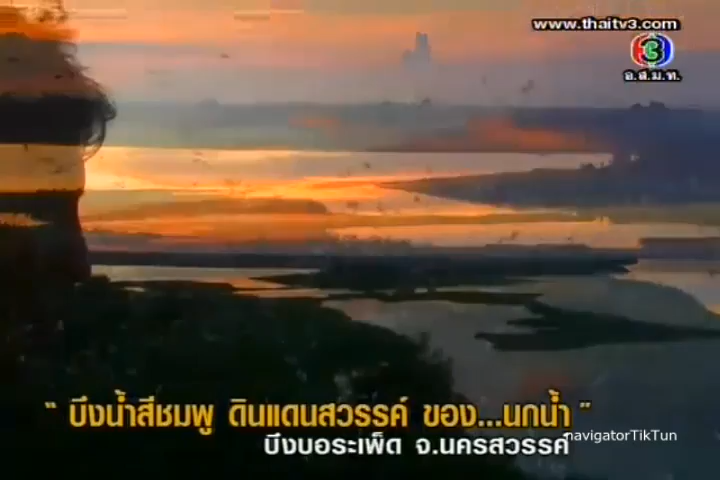 www.thaitv3.com
3
อ.ส.ม.ท.
" บึงน้ำสีชมพู ดินแดนสวรรค์ ของ...นกน้ำ "
บึงบอระเพ็ด จ.นครสวรรค์
navigatorTikTun